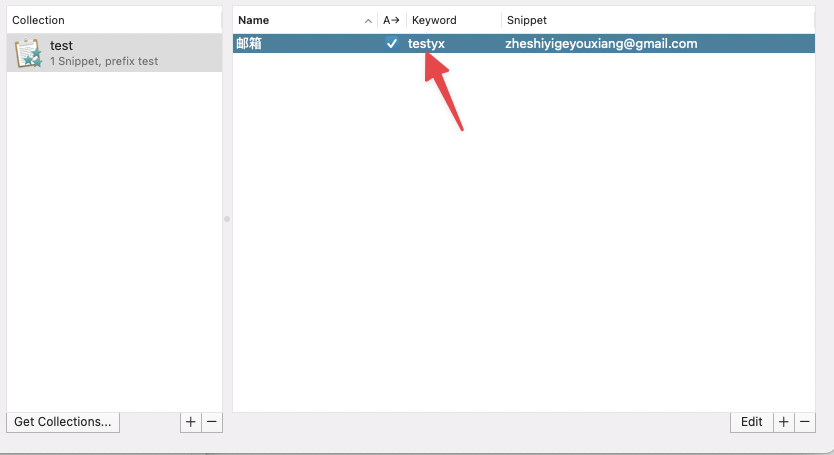 Collection
test
1 Snippet, prefix test
Name A→ Keyword Snippet
邮箱 testyx zheshiyigeyouxiang@gmail.com
Get Collections... + −
Edit + −